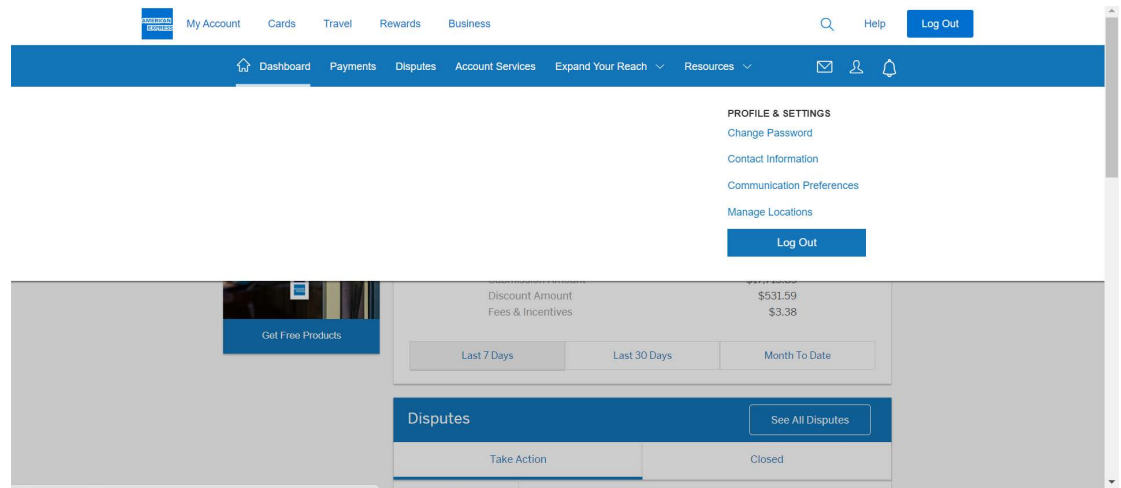 AMERICAN EXPRESS
My Account Cards Travel Rewards Business Help Log Out
Dashboard Payments Disputes Account Services Expand Your Reach Resources
PROFILE & SETTINGS
Change Password
Contact Information
Communication Preferences
Manage Locations
Log Out
Discount Amount $531.59
Fees & Incentives $3.38
Get Free Products
Last 7 Days Last 30 Days Month To Date
Disputes See All Disputes
Take Action Closed